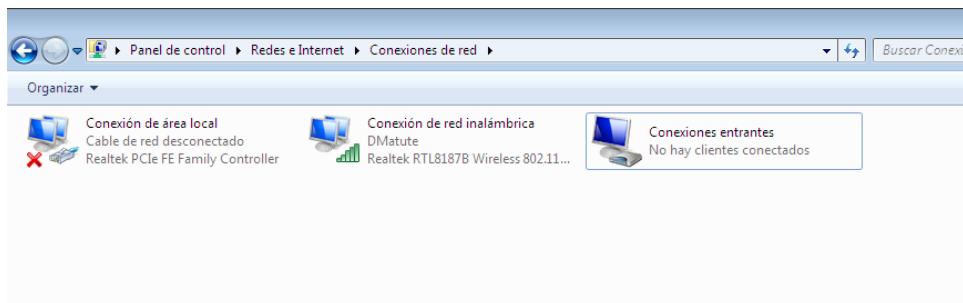 Panel de control ▸ Redes e Internet ▸ Conexiones de red ▸
Buscar Conexi
Organizar
Conexión de área local
Cable de red desconectado
Realtek PCIe FE Family Controller
Conexión de red inalámbrica
DMatute
Realtek RTL8187B Wireless 802.11...
Conexiones entrantes
No hay clientes conectados